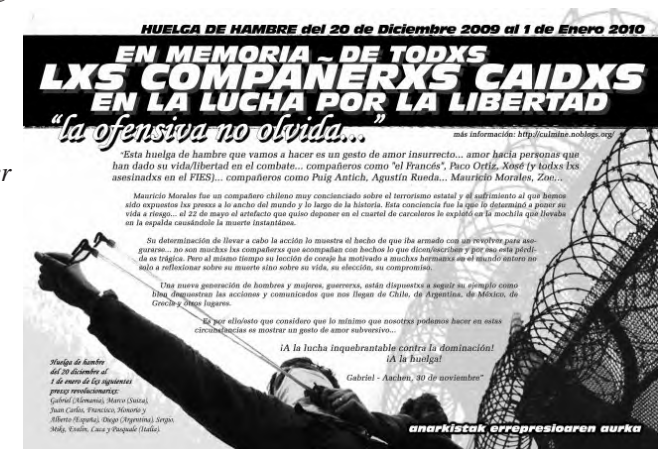 er
HUELGA DE HAMBRE del 20 de Diciembre 2009 al 1 de Enero 2010
EN MEMORIA ~ DE TODXS
LXS COMPAÑERXS CAIDXS
EN LA LUCHA POR LA LIBERTAD
"la ofensiva no olvida... "
más información: http://culmine.noblogs.org/
"Esta huelga de hambre que vamos a hacer es un gesto de amor insurrecto... amor hacia personas que
han dado su vida/libertad en el combate... compañeros como "el Francés", Paco Ortiz, Xosé (y todxs lxs
asesinadxs en el FIES)... compañeros como Puig Antich, Agustín Rueda... Mauricio Morales, Zoe...
Mauricio Morales fue un compañero chileno muy concienciado sobre el terrorismo estatal y el sufrimiento al que hemos
sido expuestos lxs presxs a lo ancho del mundo y lo largo de la historia. Esta conciencia fue la que lo determinó a poner su
vida a riesgo... el 22 de mayo el artefacto que quiso deponer en el cuartel de carceleros le explotó en la mochila que llevaba
en la espalda causándole la muerte instantánea.
Su determinación de llevar a cabo la acción lo muestra el hecho de que iba armado con un revolver para ase-
gurarse... no son muchxs lxs compañerxs que acompañan con hechos lo que dicen/escriben y por eso esta pérdi-
da es trágica. Pero al mismo tiempo su lección de coraje ha motivado a muchxs hermanxs en el mundo entero no
solo a reflexionar sobre su muerte sino sobre su vida, su elección, su compromiso.
Una nueva generación de hombres y mujeres, guerrerxs, están dispuestxs a seguir su ejemplo como
bien demuestran las acciones y comunicados que nos llegan de Chile, de Argentina, de México, de
Grecia y otros lugares.
Es por ello/esto que considero que lo mínimo que nosotrxs podemos hacer en estas
circunstancias es mostrar un gesto de amor subversivo...
¡A la lucha inquebrantable contra la dominación!
¡A la huelga!
Gabriel - Aachen, 30 de noviembre"
Huelga de hambre
del 20 diciembre al
1 de enero de lxs siguientes
presxs revolucionarixs:
Gabriel (Alemania), Marco (Suiza),
Juan Carlos, Francisco, Honorio y
Alberto (España), Diego (Argentina), Sergio,
Mike, Evelin, Luca y Pasquale (Italia).
anarkistak errepresioaren aurka